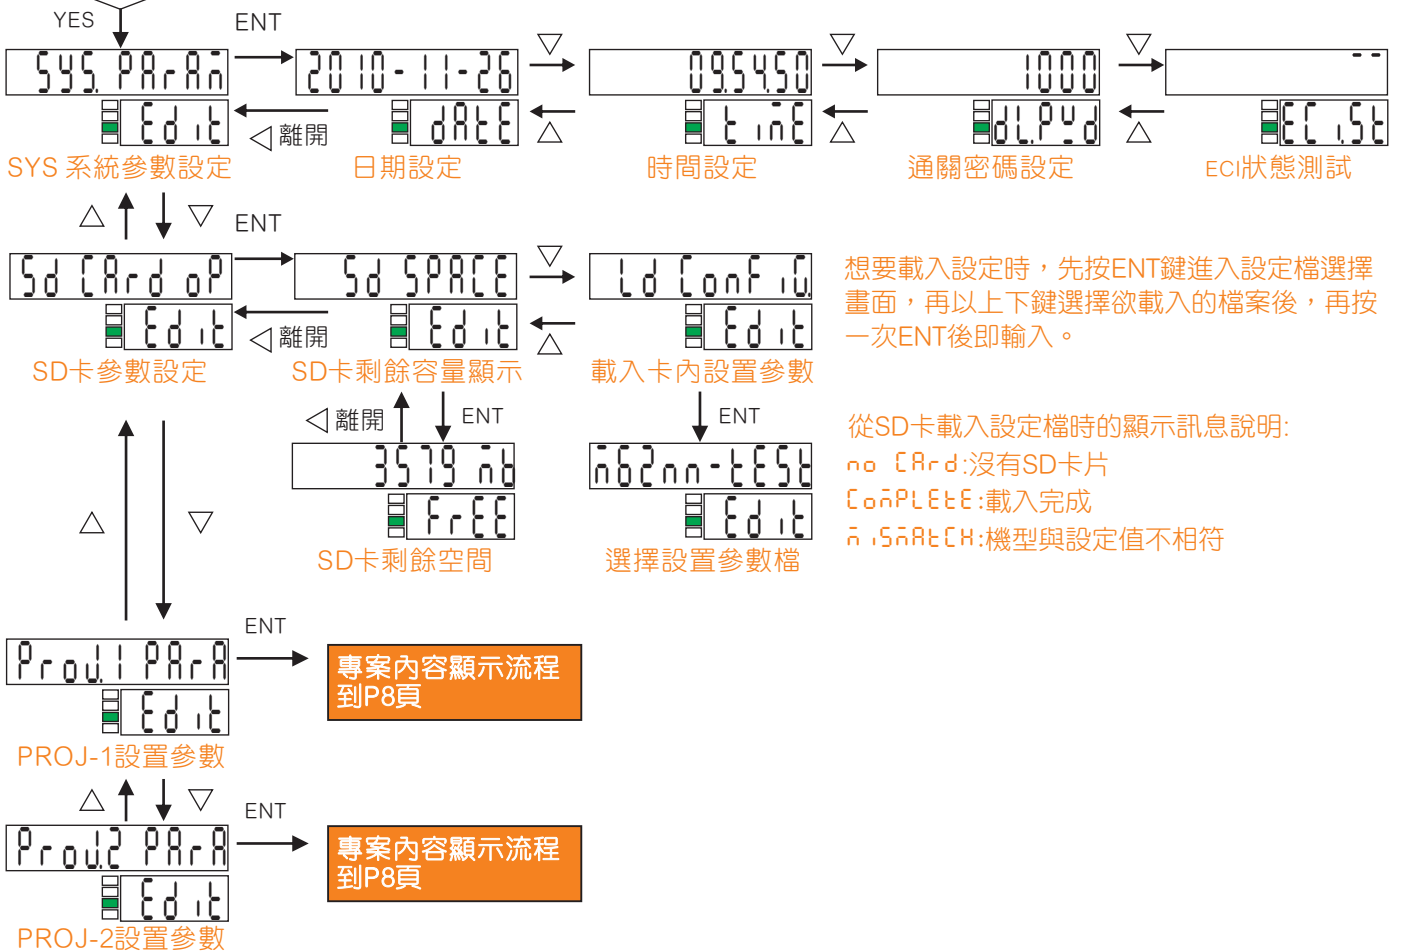 YES
ENT
SYS. PArAm
2010-11-26
09.54.50
1000
--
Edit
離開
dAtE
timE
dI.PYd
ECI.St
SYS 系統參數設定
日期設定
時間設定
通關密碼設定
ECI狀態測試
ENT
Sd CArd oP
Sd SPACE
Ld ConFiG.
想要載入設定時，先按ENT鍵進入設定檔選擇
畫面，再以上下鍵選擇欲載入的檔案後，再按
一次ENT後即輸入。
Edit
離開
Edit
Edit
SD卡參數設定
SD卡剩餘容量顯示
載入卡內設置參數
離開
ENT
ENT
從SD卡載入設定檔時的顯示訊息說明:
no CArd:沒有SD卡片
ComPLEtE:載入完成
miSmAtCH:機型與設定值不相符
3579 mb
m62nn-tESt
FrEE
Edit
SD卡剩餘空間
選擇設置參數檔
ENT
ProJ.1 PArA
專案內容顯示流程
到P8頁
Edit
PROJ-1設置參數
ENT
ProJ.2 PArA
專案內容顯示流程
到P8頁
Edit
PROJ-2設置參數